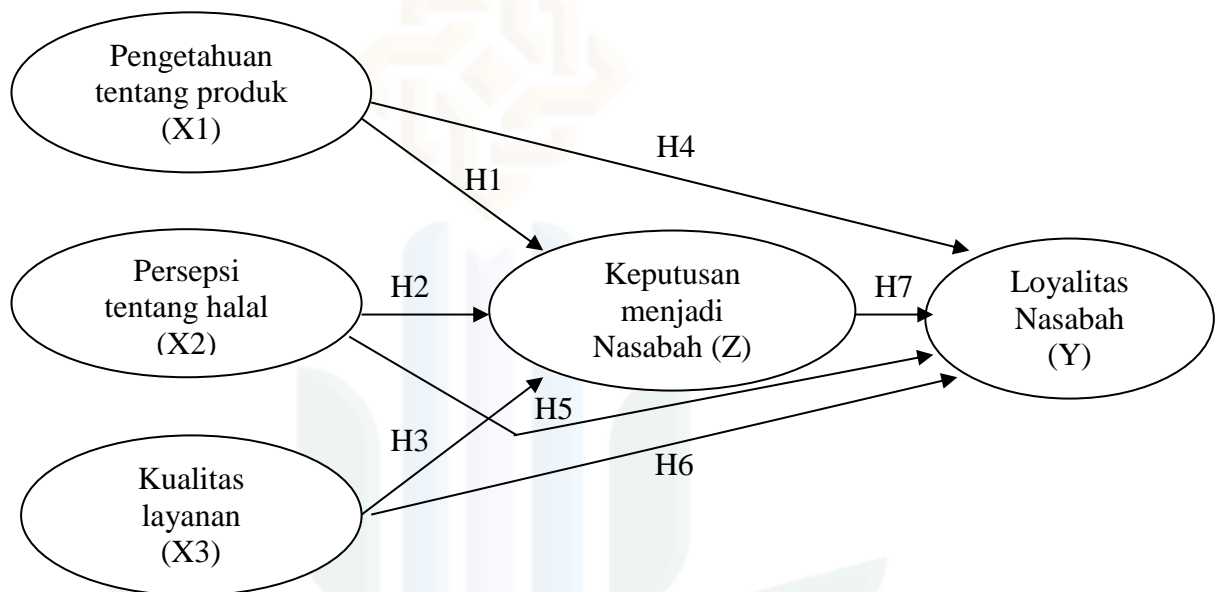 Pengetahuan
tentang produk
(X1)
H4
H1
Persepsi
tentang halal
(X2)
H2
Keputusan
menjadi
Nasabah (Z)
H7
Loyalitas
Nasabah
(Y)
H5
H3
H6
Kualitas
layanan
(X3)